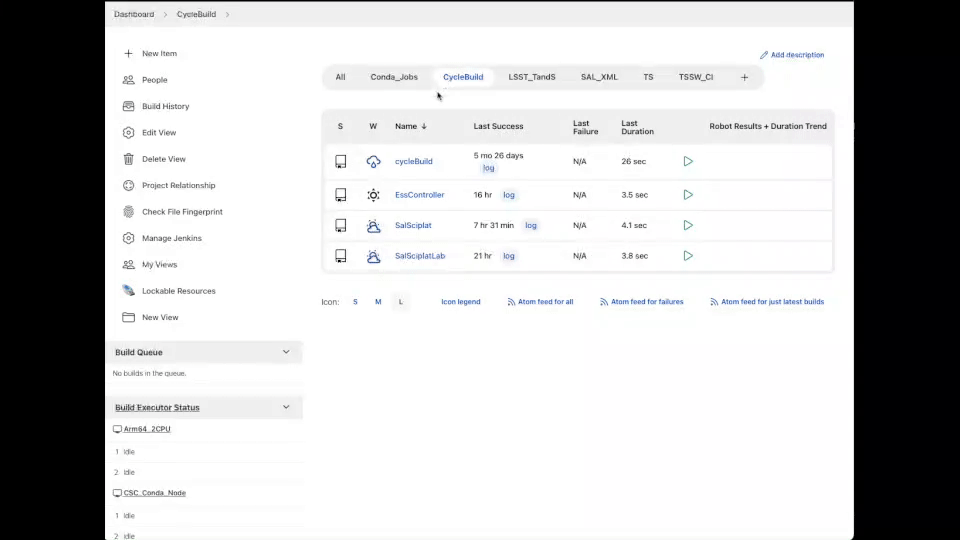 Dashboard > CycleBuild >
New Item
People
Build History
Edit View
Delete View
Project Relationship
Check File Fingerprint
Manage Jenkins
My Views
Lockable Resources
New View
Build Queue
No builds in the queue.
Build Executor Status
Arm64_2CPU
1 Idle
2 Idle
CSC_Conda_Node
1 Idle
2 Idle
Add description
All Conda_Jobs CycleBuild LSST_TandS SAL_XML TS TSSW_CI +
S W Name ↓ Last Success Last Failure Last Duration Robot Results + Duration Trend
cycleBuild 5 mo 26 days log N/A 26 sec
EssController 16 hr log N/A 3.5 sec
SalSciplat 7 hr 31 min log N/A 4.1 sec
SalSciplatLab 21 hr log N/A 3.8 sec
Icon: S M L Icon legend Atom feed for all Atom feed for failures Atom feed for just latest builds